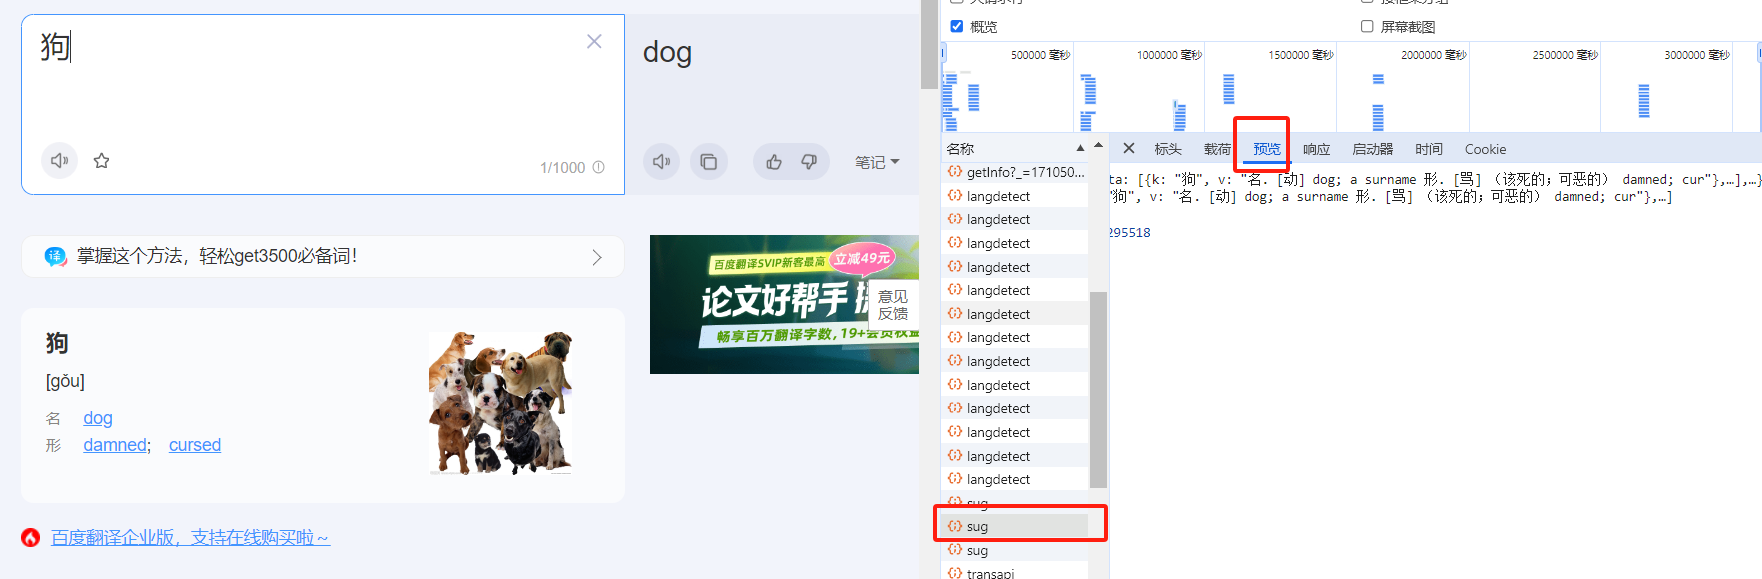 狗
1/1000
dog
笔记
掌握这个方法，轻松get3500必备词！
百度翻译SVIP新客最高
立减49元
论文好帮手
畅享百万翻译字数，19+会员权益
意见
反馈
狗
[gǒu]
名 dog
形 damned; cursed
百度翻译企业版，支持在线购买啦～
概览
屏幕截图
500000 毫秒
1000000 毫秒
1500000 毫秒
2000000 毫秒
2500000 毫秒
3000000 毫秒
名称
标头 载荷 预览 响应 启动器 时间 Cookie
getInfo?_=171050...
langdetect
langdetect
langdetect
langdetect
langdetect
langdetect
langdetect
langdetect
langdetect
langdetect
langdetect
langdetect
langdetect
sug
sug
sug
transapi
ta: [{k: "狗", v: "名. [动] dog; a surname 形. [骂] （该死的；可恶的） damned; cur"},…],…}
"狗", v: "名. [动] dog; a surname 形. [骂] （该死的；可恶的） damned; cur"},…]
295518